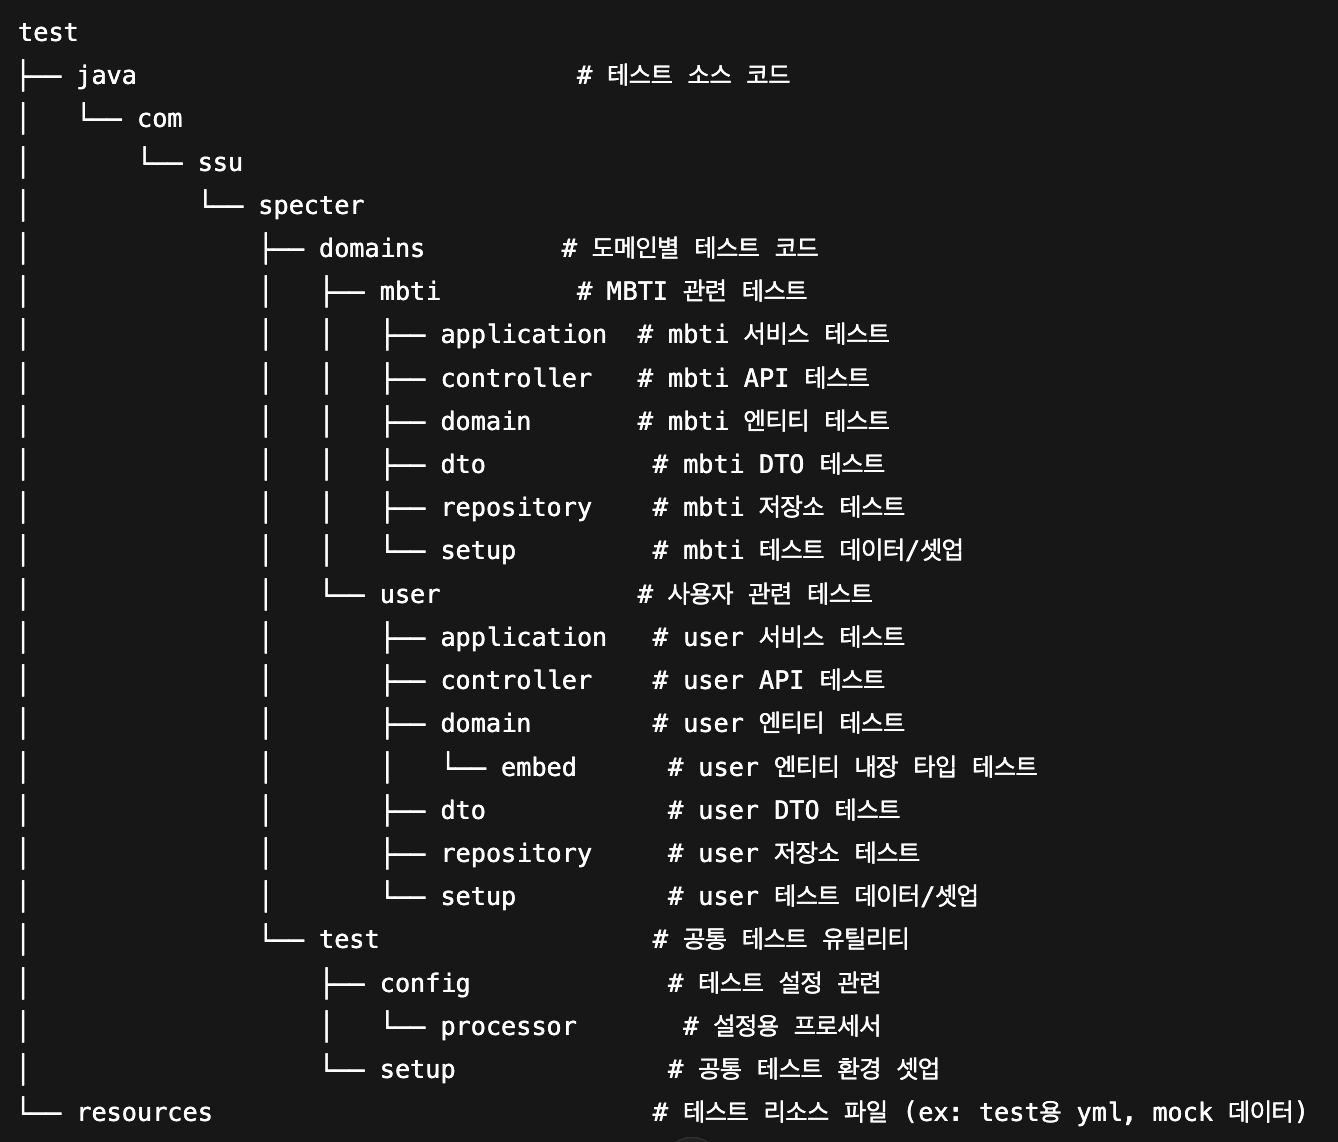 test
├── java                             # 테스트 소스 코드
│   └── com
│       └── ssu
│           └── specter
│               ├── domains         # 도메인별 테스트 코드
│               │   ├── mbti         # MBTI 관련 테스트
│               │   │   ├── application  # mbti 서비스 테스트
│               │   │   ├── controller   # mbti API 테스트
│               │   │   ├── domain       # mbti 엔티티 테스트
│               │   │   ├── dto           # mbti DTO 테스트
│               │   │   ├── repository    # mbti 저장소 테스트
│               │   │   └── setup         # mbti 테스트 데이터/셋업
│               │   └── user             # 사용자 관련 테스트
│               │       ├── application   # user 서비스 테스트
│               │       ├── controller    # user API 테스트
│               │       ├── domain        # user 엔티티 테스트
│               │       │   └── embed      # user 엔티티 내장 타입 테스트
│               │       ├── dto            # user DTO 테스트
│               │       ├── repository     # user 저장소 테스트
│               │       └── setup          # user 테스트 데이터/셋업
│               └── test                  # 공통 테스트 유틸리티
│                   ├── config             # 테스트 설정 관련
│                   │   └── processor       # 설정용 프로세서
│                   └── setup              # 공통 테스트 환경 셋업
└── resources                             # 테스트 리소스 파일 (ex: test용 yml, mock 데이터)